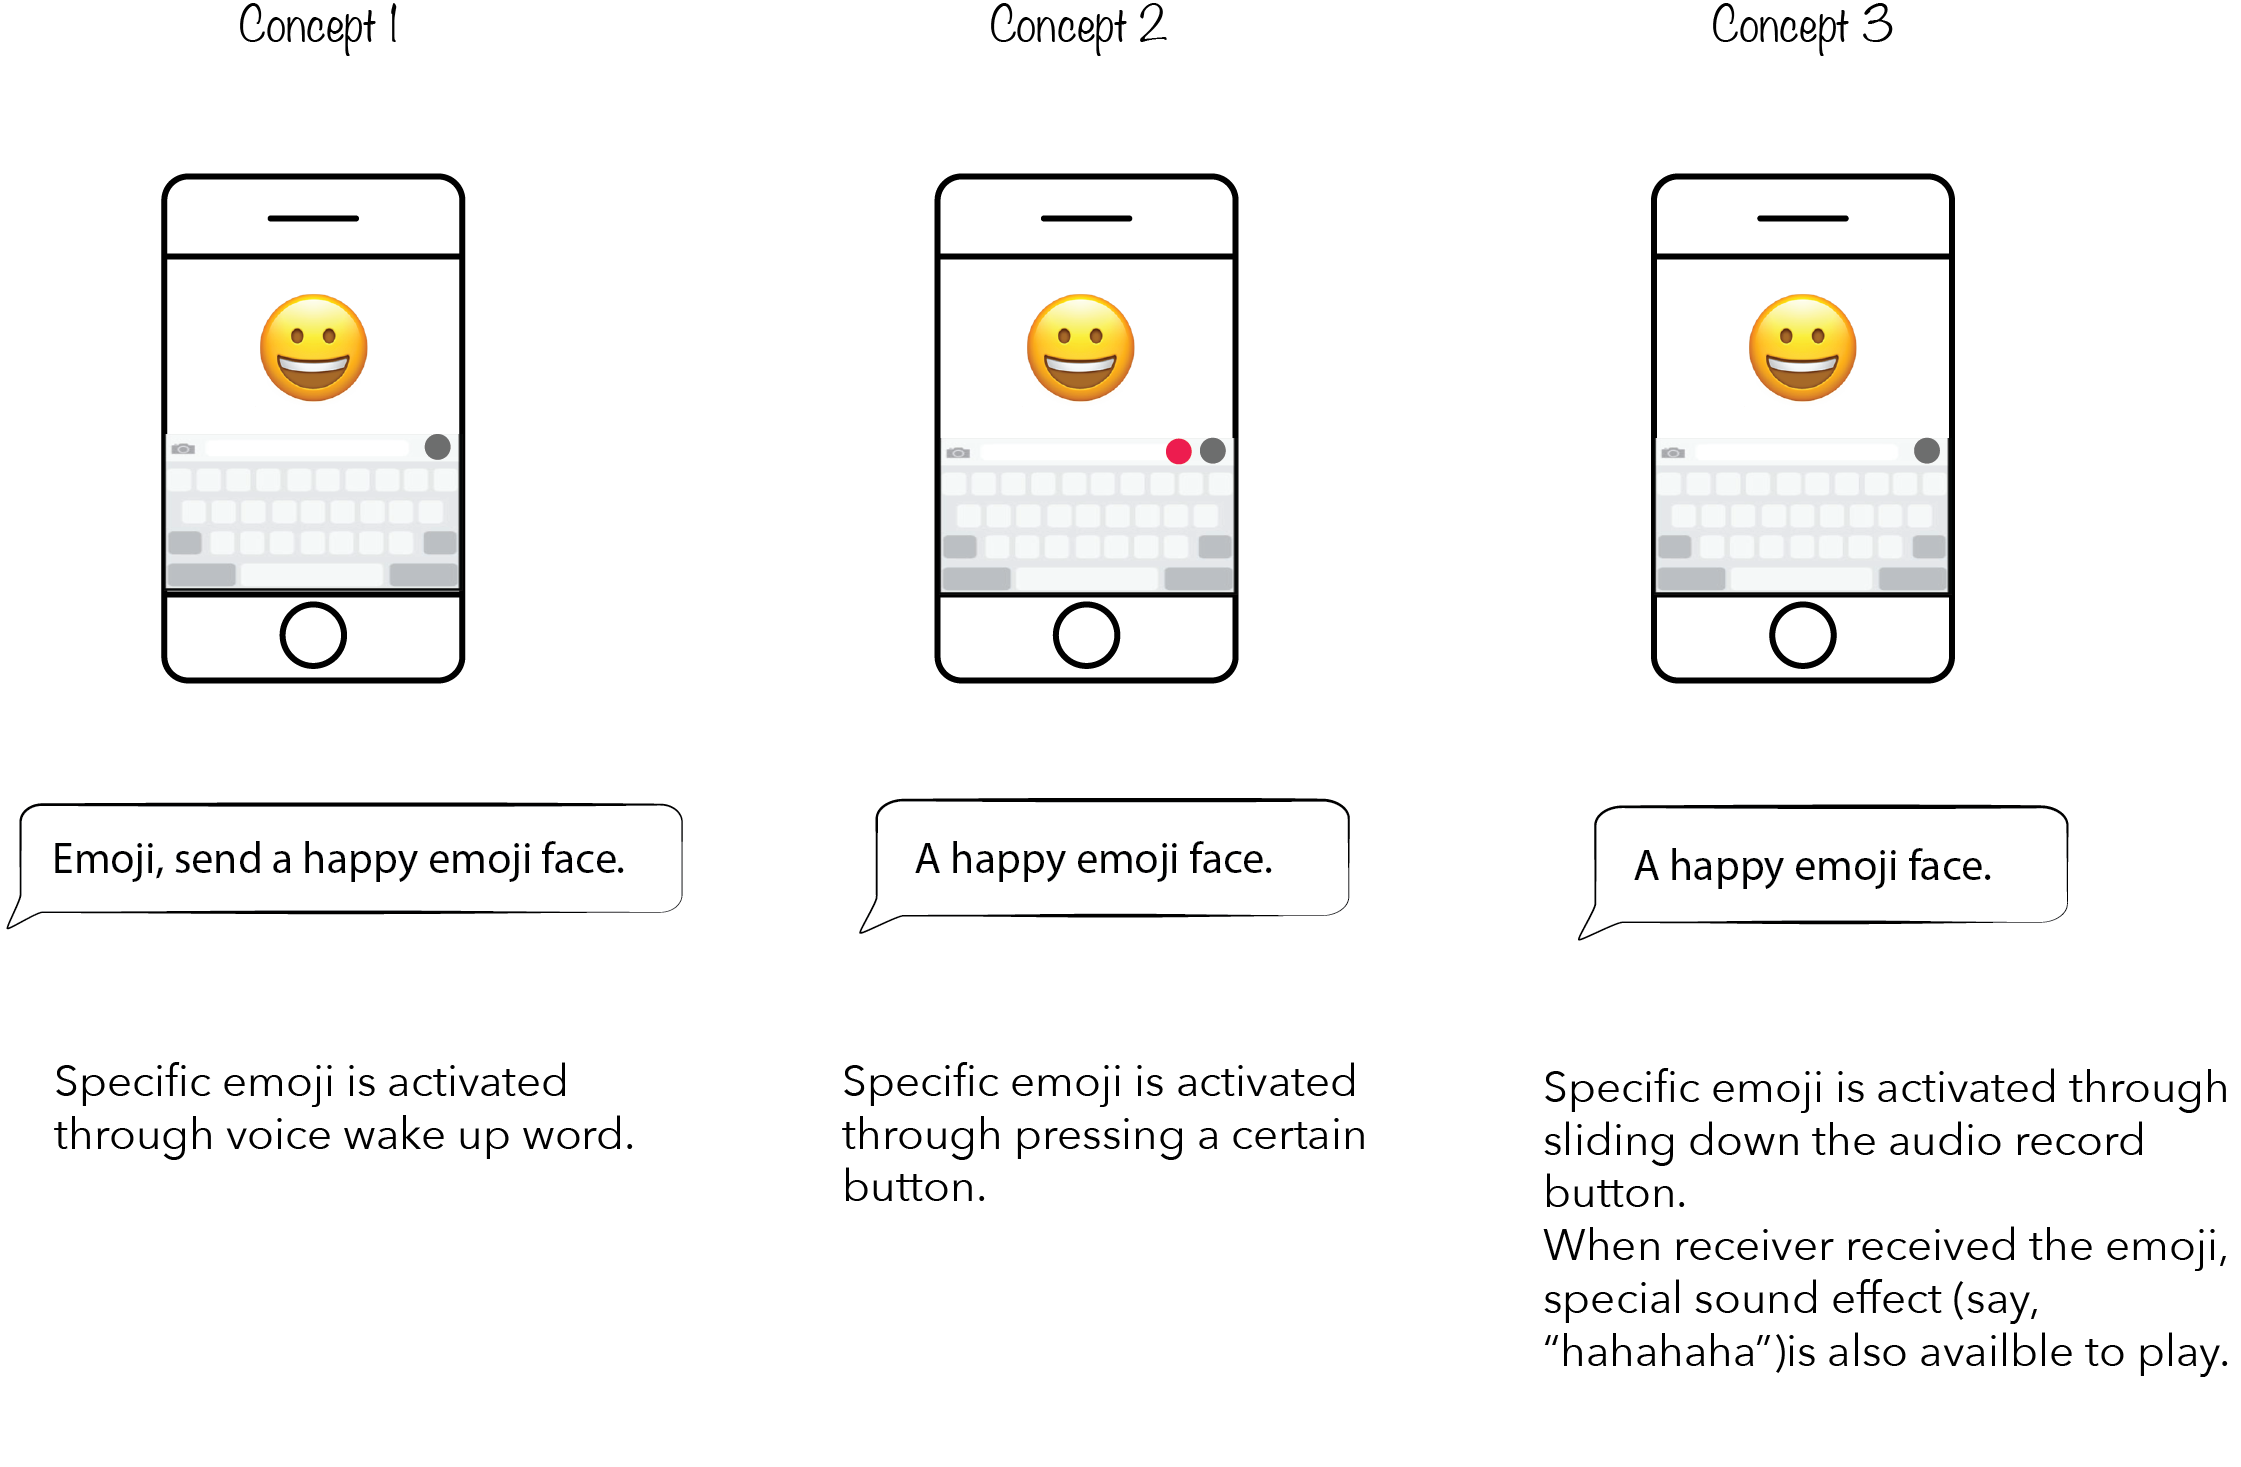 Concept 1
Concept 2
Concept 3
Emoji, send a happy emoji face.
A happy emoji face.
A happy emoji face.
Specific emoji is activated
through voice wake up word.
Specific emoji is activated
through pressing a certain
button.
Specific emoji is activated through
sliding down the audio record
button.
When receiver received the emoji,
special sound effect (say,
“hahahaha”)is also availble to play.